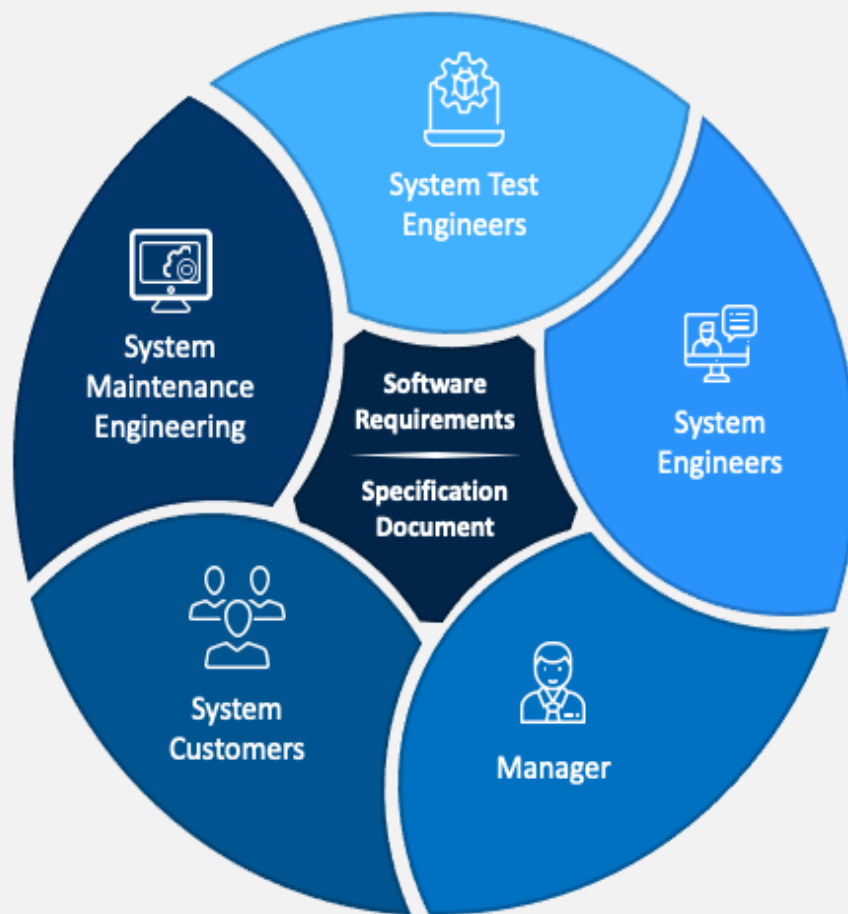 System Test
Engineers
System
Engineers
Manager
System
Customers
System
Maintenance
Engineering
Software
Requirements
Specification
Document